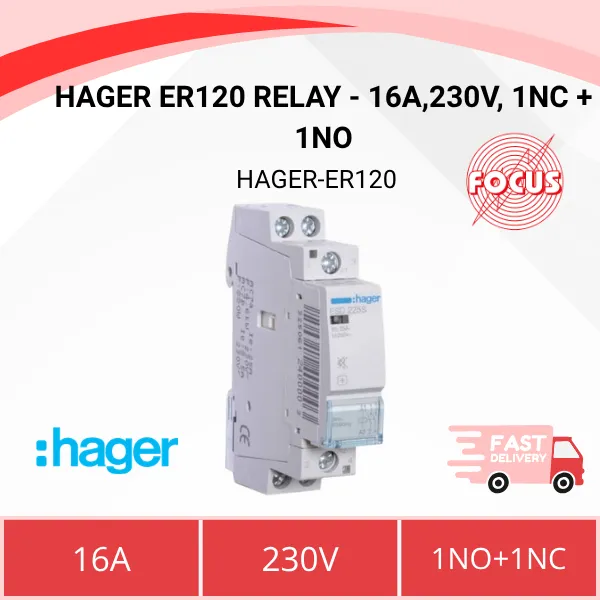 HAGER ER120 RELAY - 16A,230V, 1NC +
1NO
HAGER-ER120
FOCUS
:hager
:hager
FAST
DELIVERY
16A
230V
1NO+1NC